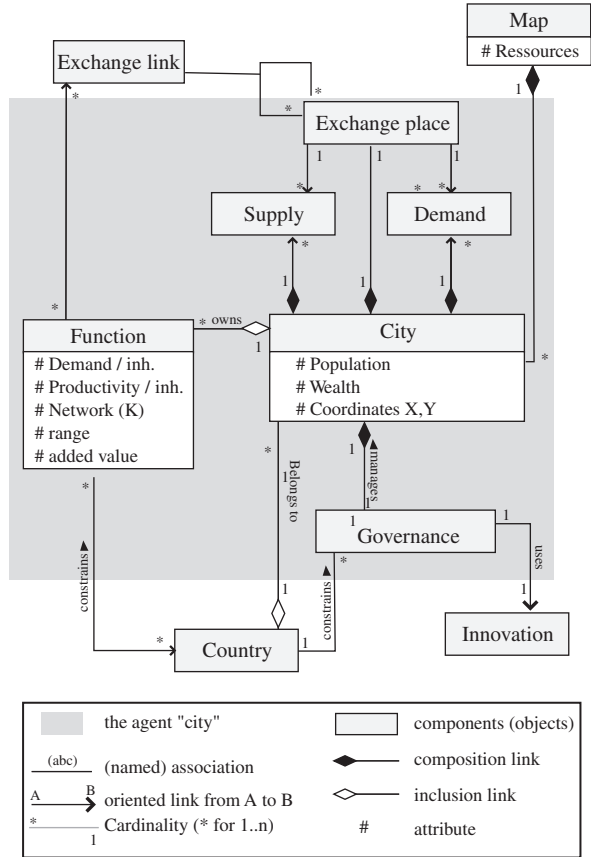 Map
# Ressources
1
Exchange link
*
*
*
Exchange place
1
1
1
*
*
*
Supply
Demand
*
*
1
1
1
*
* owns
1
*
Function
# Demand / inh.
# Productivity / inh.
# Network (K)
# range
# added value
City
# Population
# Wealth
# Coordinates X,Y
*
*
1
Belongs to
1
manages
1
1
Governance
1
*
uses
1
constrains
1
constrains
*
Country
1
Innovation
the agent "city"
components (objects)
(abc)
(named) association
composition link
A B
oriented link from A to B
inclusion link
*
1
Cardinality (* for 1..n)
# attribute